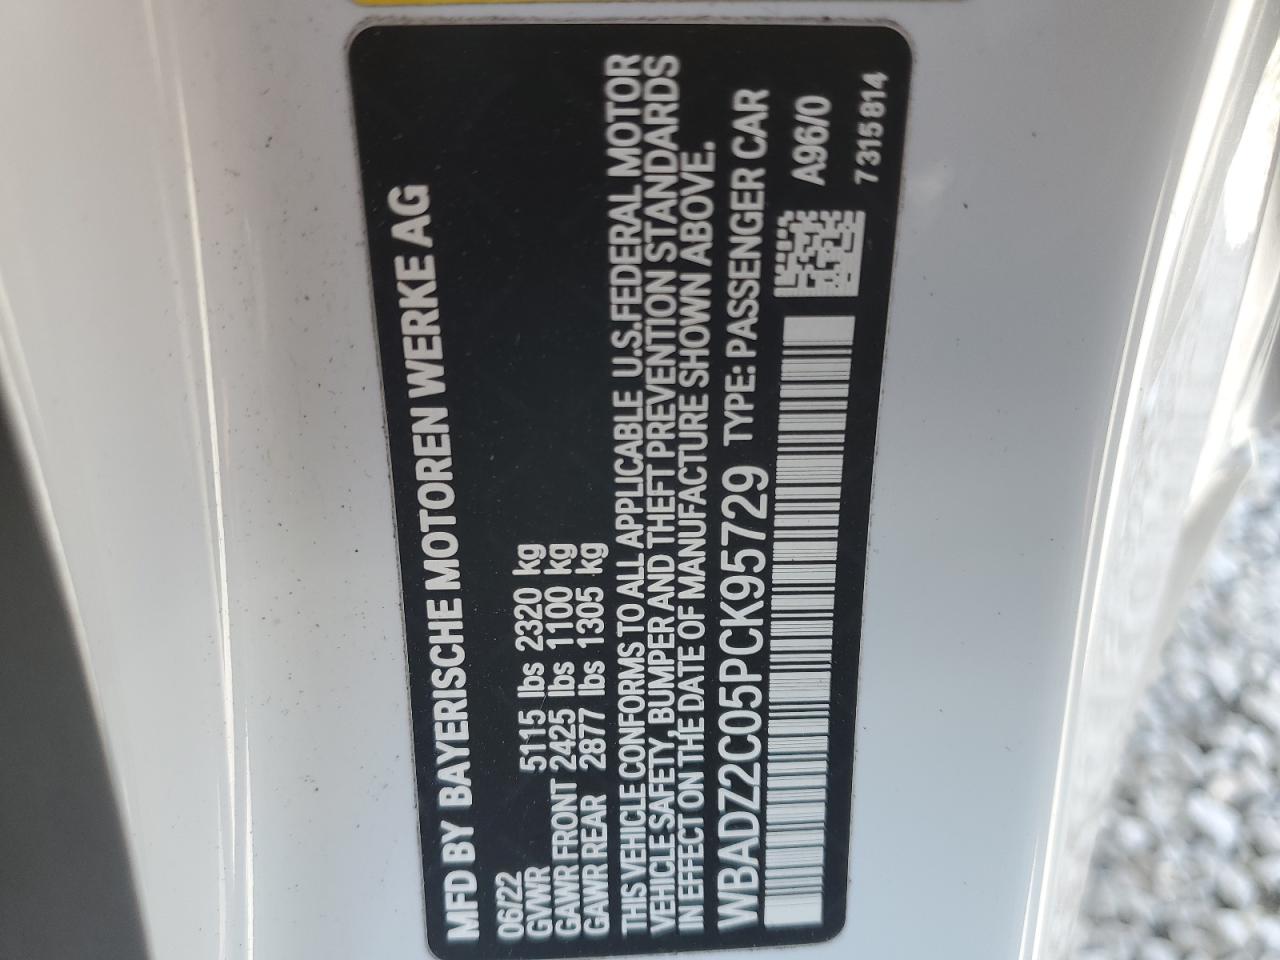 MFD BY BAYERISCHE MOTOREN WERKE AG
06/22
GVWR 5115 lbs 2320 kg
GAWR FRONT 2425 lbs 1100 kg
GAWR REAR 2877 lbs 1305 kg
THIS VEHICLE CONFORMS TO ALL APPLICABLE U.S.FEDERAL MOTOR
VEHICLE SAFETY, BUMPER AND THEFT PREVENTION STANDARDS
IN EFFECT ON THE DATE OF MANUFACTURE SHOWN ABOVE.
WBADZ2C05PCK95729 TYPE: PASSENGER CAR
A96/0
7 315 814